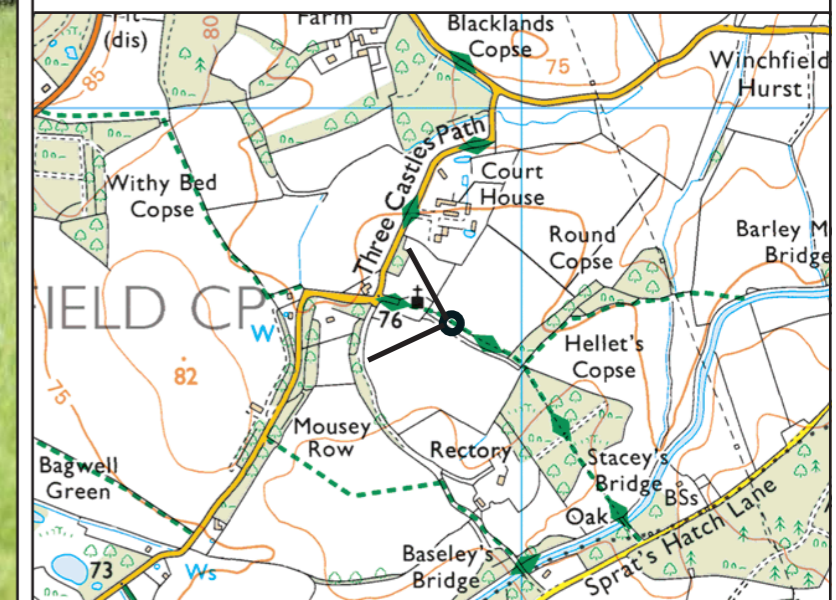 Farm
Pit
(dis)
80
Blacklands
Copse
75
Winchfield
Hurst
85
Three Castles Path
Court
House
Withy Bed
Copse
Round
Copse
Barley M
Bridge
IELD CP
76
W
Hellet's
Copse
82
75
Mousey
Row
Rectory
Stacey's
Bridge
BSs
Bagwell
Green
Oak
Sprat's Hatch Lane
Baseley's
Bridge
73
Ws